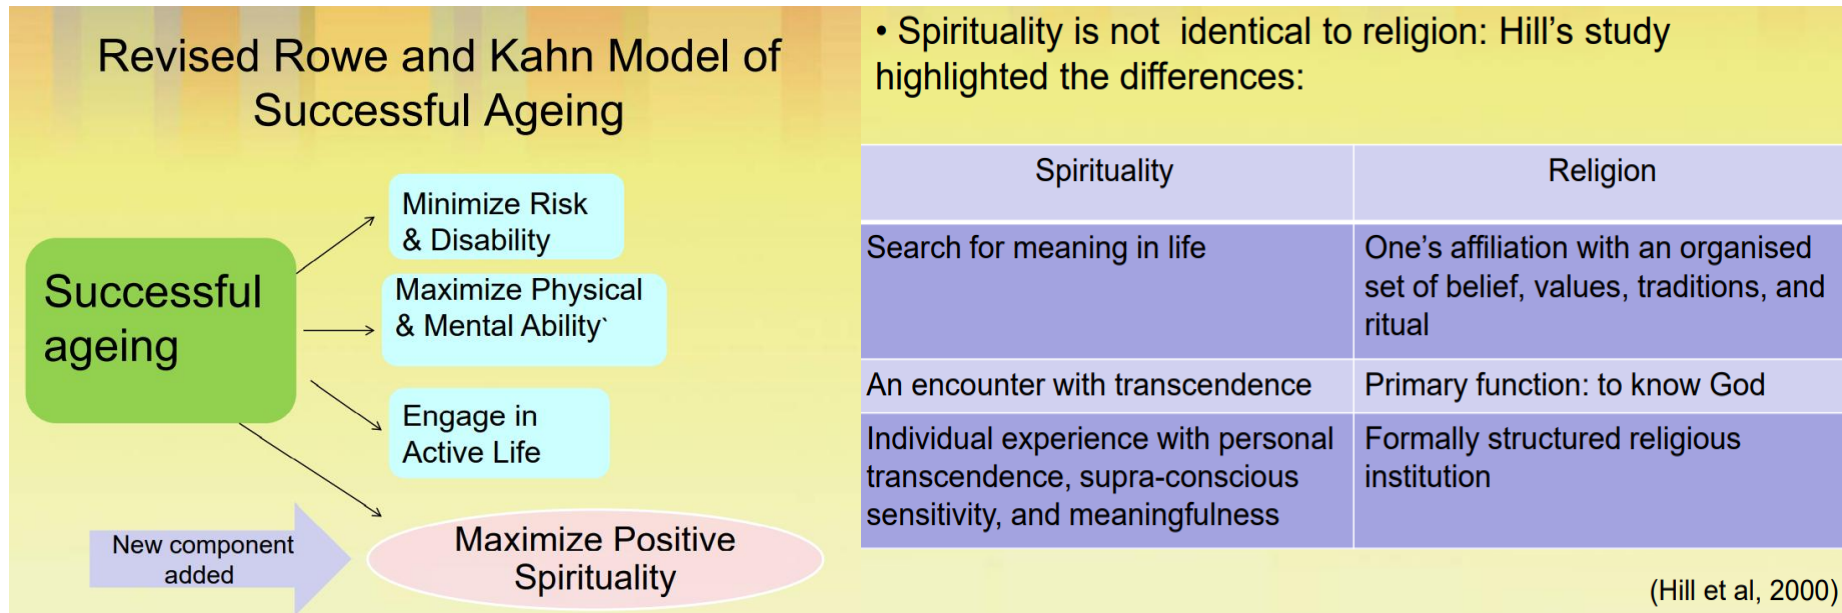 Revised Rowe and Kahn Model of
Successful Ageing
Successful
ageing
Minimize Risk
& Disability
Maximize Physical
& Mental Ability`
Engage in
Active Life
New component
added
Maximize Positive
Spirituality
• Spirituality is not identical to religion: Hill’s study
highlighted the differences:
Spirituality
Religion
Search for meaning in life
One’s affiliation with an organised
set of belief, values, traditions, and
ritual
An encounter with transcendence
Primary function: to know God
Individual experience with personal
transcendence, supra-conscious
sensitivity, and meaningfulness
Formally structured religious
institution
(Hill et al, 2000)